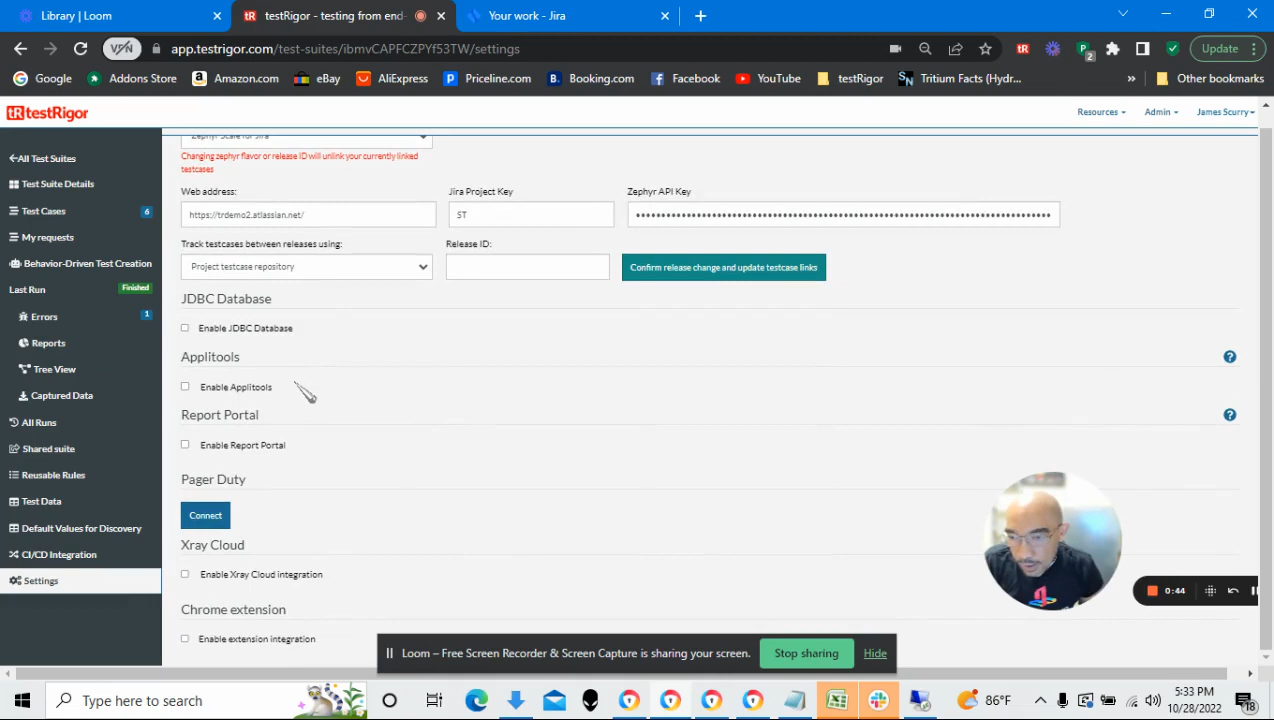 Library | Loom
testRigor - testing from end-
Your work - Jira
VPN
app.testrigor.com/test-suites/ibmvCAPFCZPYf53TW/settings
2
Update
Google
Addons Store
Amazon.com
eBay
AliExpress
Priceline.com
Booking.com
Facebook
YouTube
testRigor
Tritium Facts (Hydr...
Other bookmarks
tR testRigor
Resources
Admin
James Scurry
All Test Suites
Test Suite Details
Test Cases 6
My requests
Behavior-Driven Test Creation
Last Run Finished
Errors 1
Reports
Tree View
Captured Data
All Runs
Shared suite
Reusable Rules
Test Data
Default Values for Discovery
CI/CD Integration
Settings
Zephyr Scale for Jira
Changing zephyr flavor or release ID will unlink your currently linked
testcases
Web address: Jira Project Key Zephyr API Key
https://trdemo2.atlassian.net/ ST
Track testcases between releases using: Release ID:
Project testcase repository Confirm release change and update testcase links
JDBC Database
Enable JDBC Database
Applitools
Enable Applitools
Report Portal
Enable Report Portal
Pager Duty
Connect
Xray Cloud
Enable Xray Cloud integration
Chrome extension
Enable extension integration
0:44
Loom – Free Screen Recorder & Screen Capture is sharing your screen. Stop sharing Hide
Type here to search
86°F
5:33 PM
10/28/2022
18